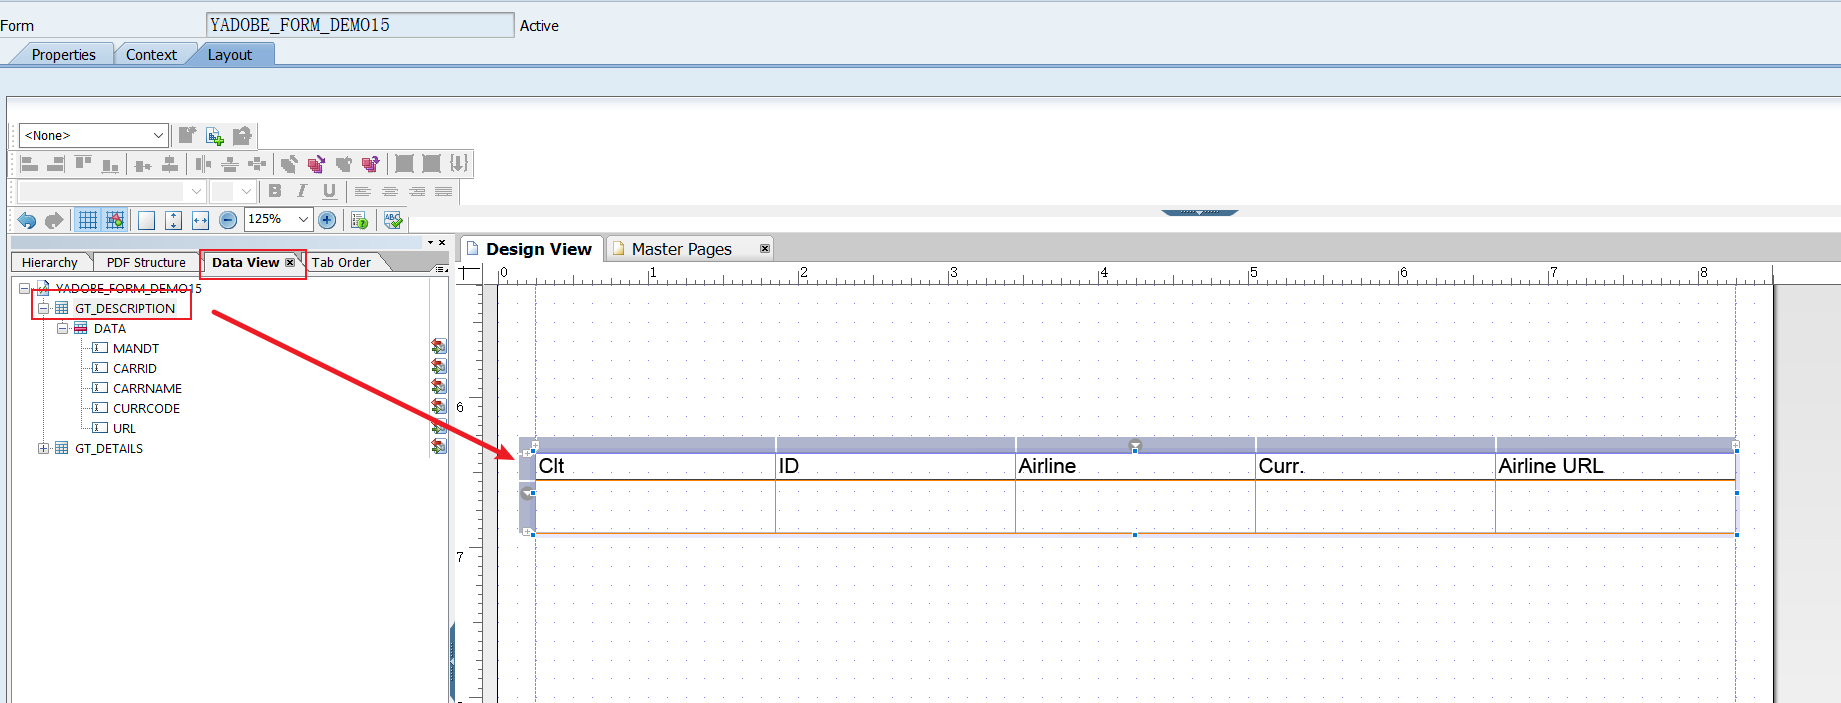 Form YADOBE_FORM_DEMO15 Active
Properties Context Layout
<None>
B I U
125% ABC
Design View Master Pages
Hierarchy PDF Structure Data View Tab Order
0 1 2 3 4 5 6 7 8
YADOBE_FORM_DEMO15
GT_DESCRIPTION
DATA
MANDT
CARRID
CARRNAME
CURRCODE
URL
GT_DETAILS
6
Clt ID Airline Curr. Airline URL
7